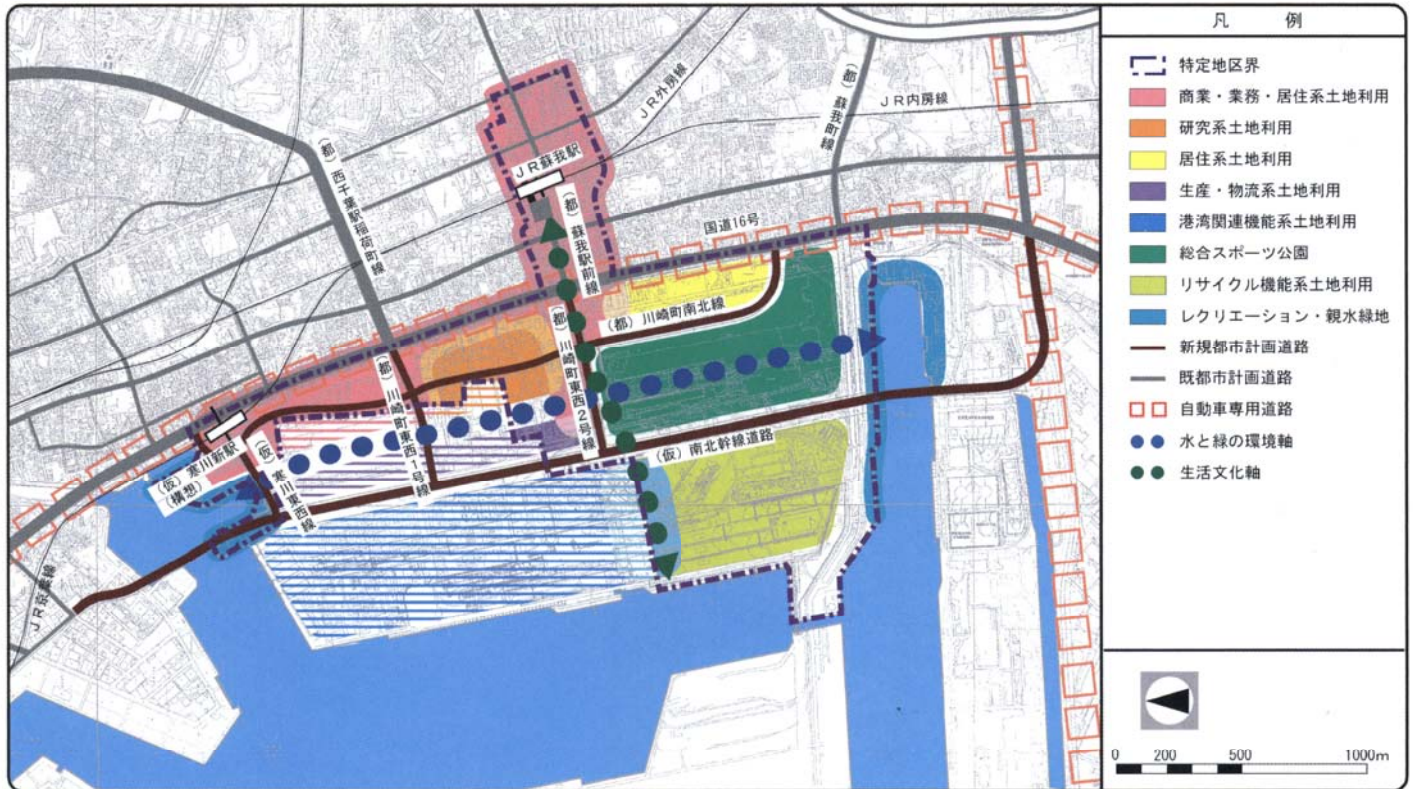 凡　例
特定地区界
商業・業務・居住系土地利用
研究系土地利用
居住系土地利用
生産・物流系土地利用
港湾関連機能系土地利用
総合スポーツ公園
リサイクル機能系土地利用
レクリエーション・親水緑地
新規都市計画道路
既都市計画道路
自動車専用道路
水と緑の環境軸
生活文化軸
0 200 500 1000m
JR外房線
JR内房線
(都)蘇我町線
JR蘇我駅
(都)西千葉駅稲荷町線
(都)蘇我駅前線
国道16号
(都)川崎町南北線
(都)川崎町東西2号線
(都)川崎町東西1号線
(仮)南北幹線道路
(仮)寒川新駅
(構想)
(仮)寒川東西線
JR京葉線